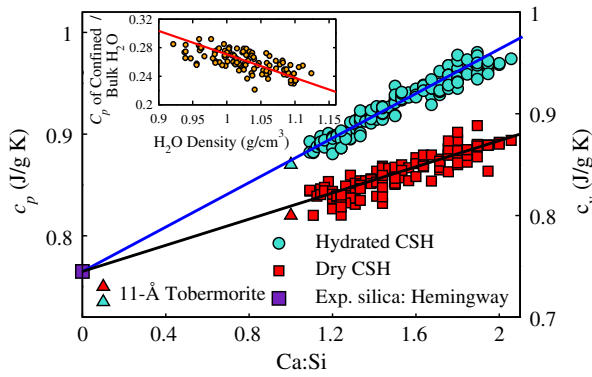 C_p of Confined /
Bulk H₂O
0.32
0.28
0.24
0.2
0.9 0.95 1 1.05 1.1 1.15
H₂O Density (g/cm³)
c_p (J/g K)
1
0.9
0.8
1
0.9
0.8
0.7
c_v (J/g K)
Hydrated CSH
Dry CSH
11-Å Tobermorite
Exp. silica: Hemingway
0 0.4 0.8 1.2 1.6 2
Ca:Si